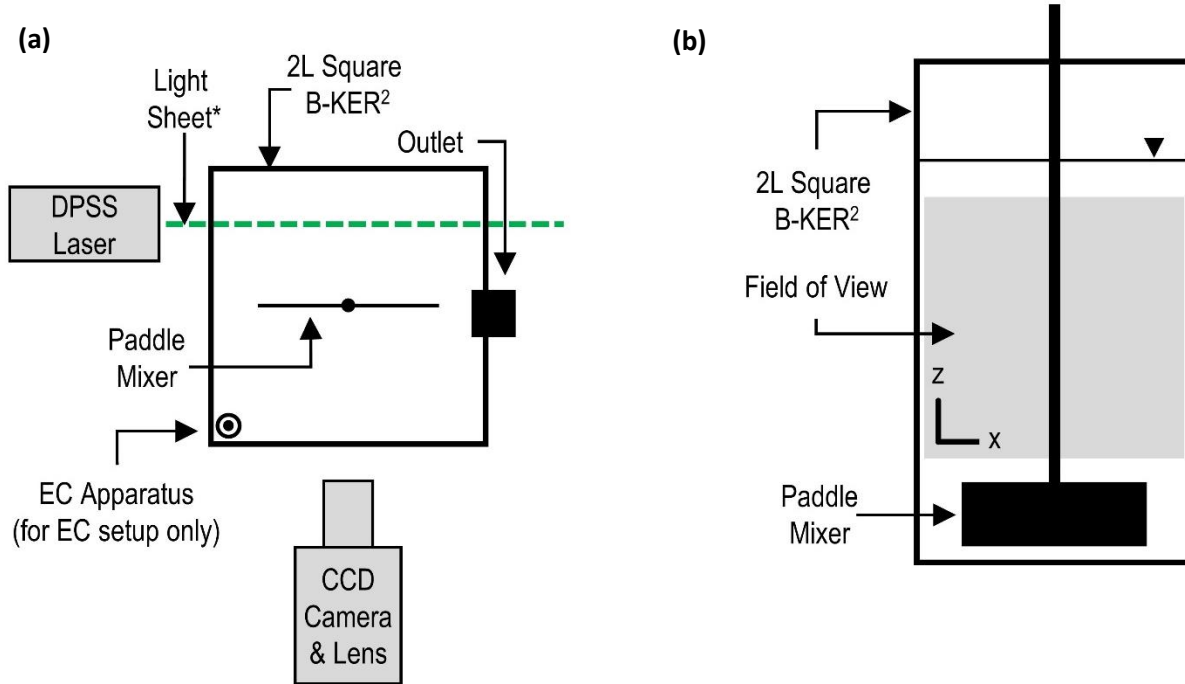 (a)
Light
Sheet*
2L Square
B-KER²
Outlet
DPSS
Laser
Paddle
Mixer
EC Apparatus
(for EC setup only)
CCD
Camera
& Lens
(b)
2L Square
B-KER²
Field of View
z
x
Paddle
Mixer